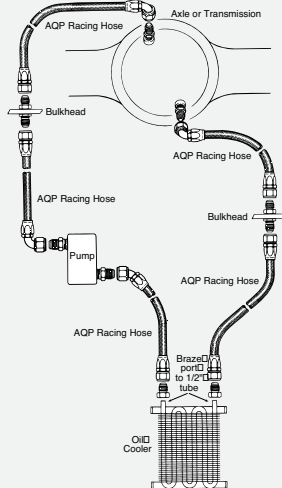 Axle or Transmission
AQP Racing Hose
Bulkhead
AQP Racing Hose
AQP Racing Hose
Bulkhead
Pump
AQP Racing Hose
AQP Racing Hose
Braze□
port□
to 1/2"□
tube
Oil□
Cooler